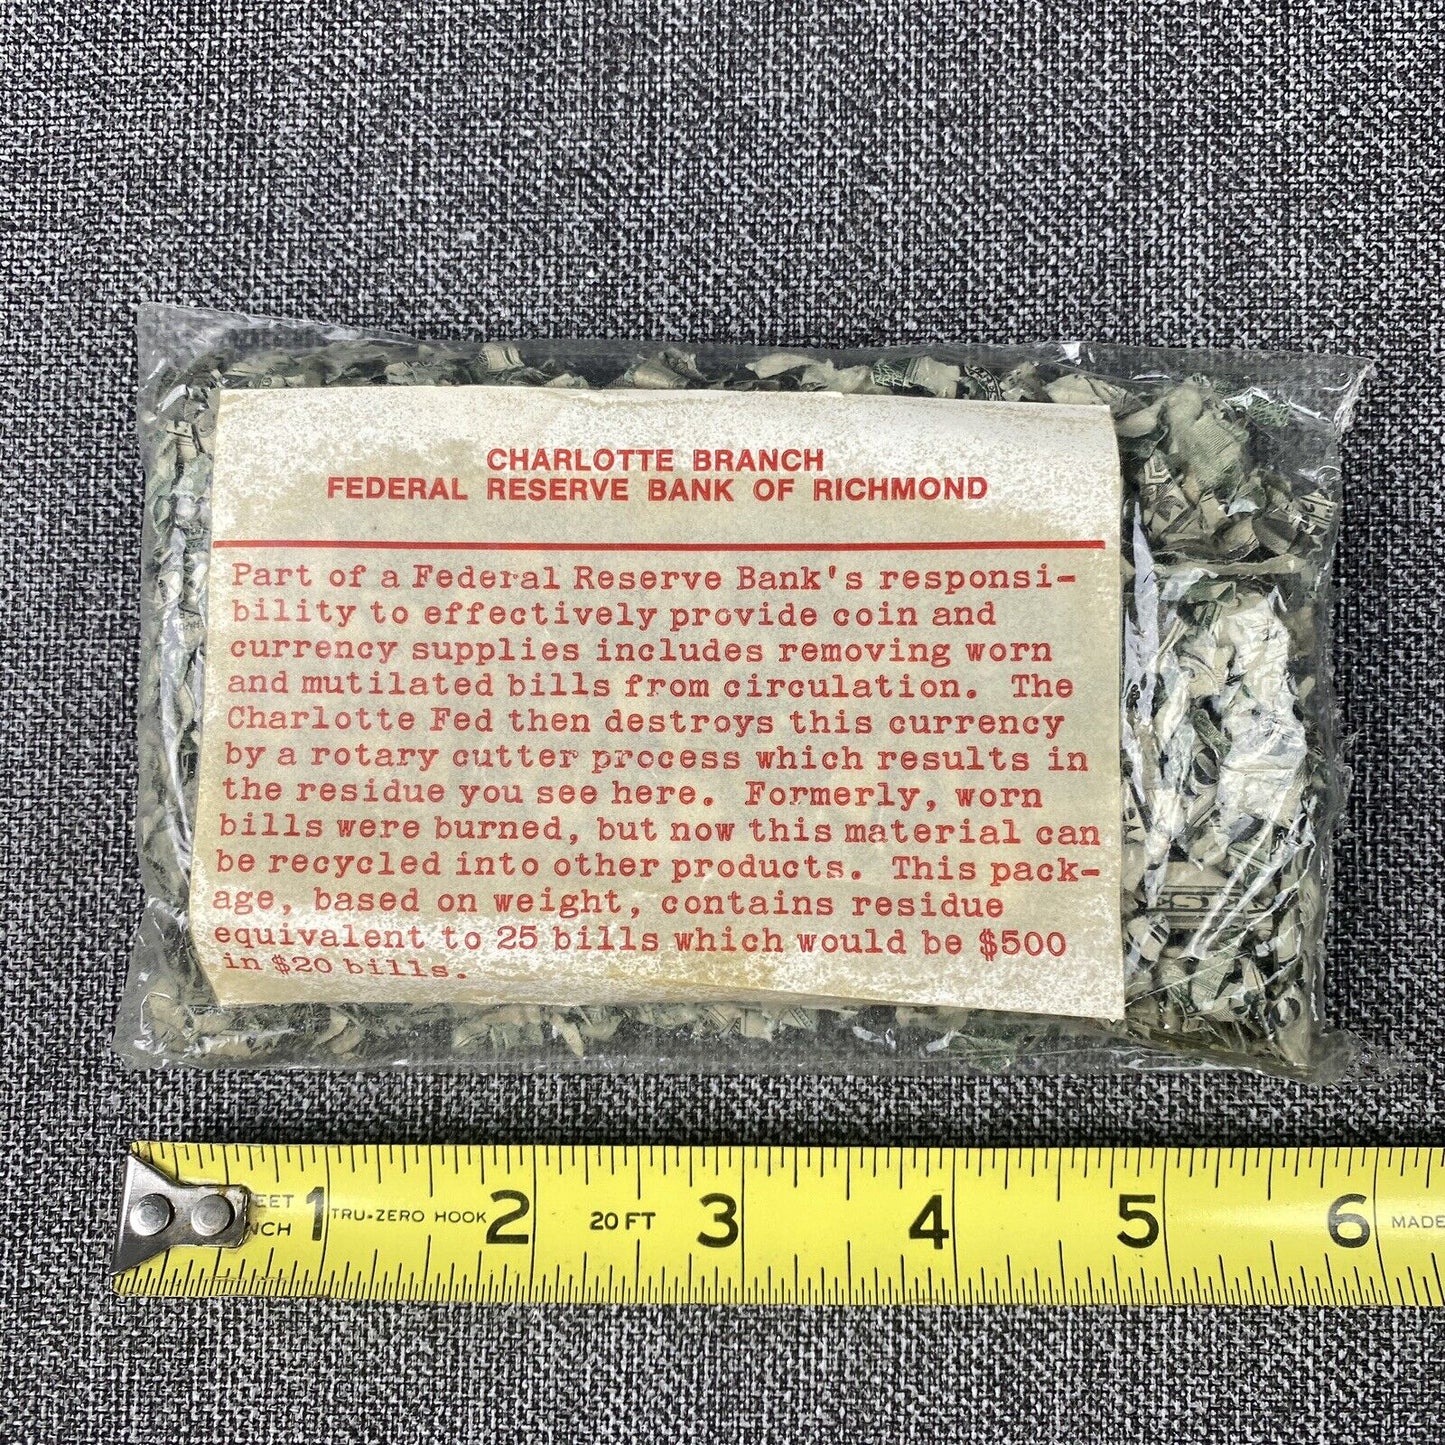 CHARLOTTE BRANCH
FEDERAL RESERVE BANK OF RICHMOND
Part of a Federal Reserve Bank's responsi-
bility to effectively provide coin and
currency supplies includes removing worn
and mutilated bills from circulation. The
Charlotte Fed then destroys this currency
by a rotary cutter process which results in
the residue you see here. Formerly, worn
bills were burned, but now this material can
be recycled into other products. This pack-
age, based on weight, contains residue
equivalent to 25 bills which would be $500
in $20 bills.
1 TRU-ZERO HOOK 2 20 FT 3 4 5 6 MADE